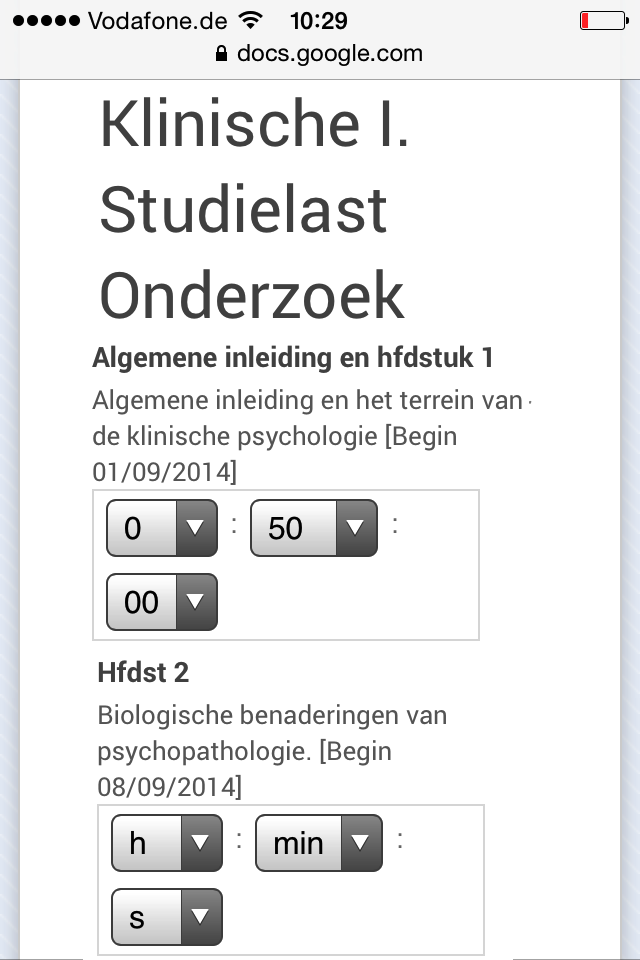 Vodafone.de 10:29
docs.google.com
Klinische I.
Studielast
Onderzoek
Algemene inleiding en hfdstuk 1
Algemene inleiding en het terrein van
de klinische psychologie [Begin
01/09/2014]
0 : 50 :
00
Hfdst 2
Biologische benaderingen van
psychopathologie. [Begin
08/09/2014]
h : min :
s